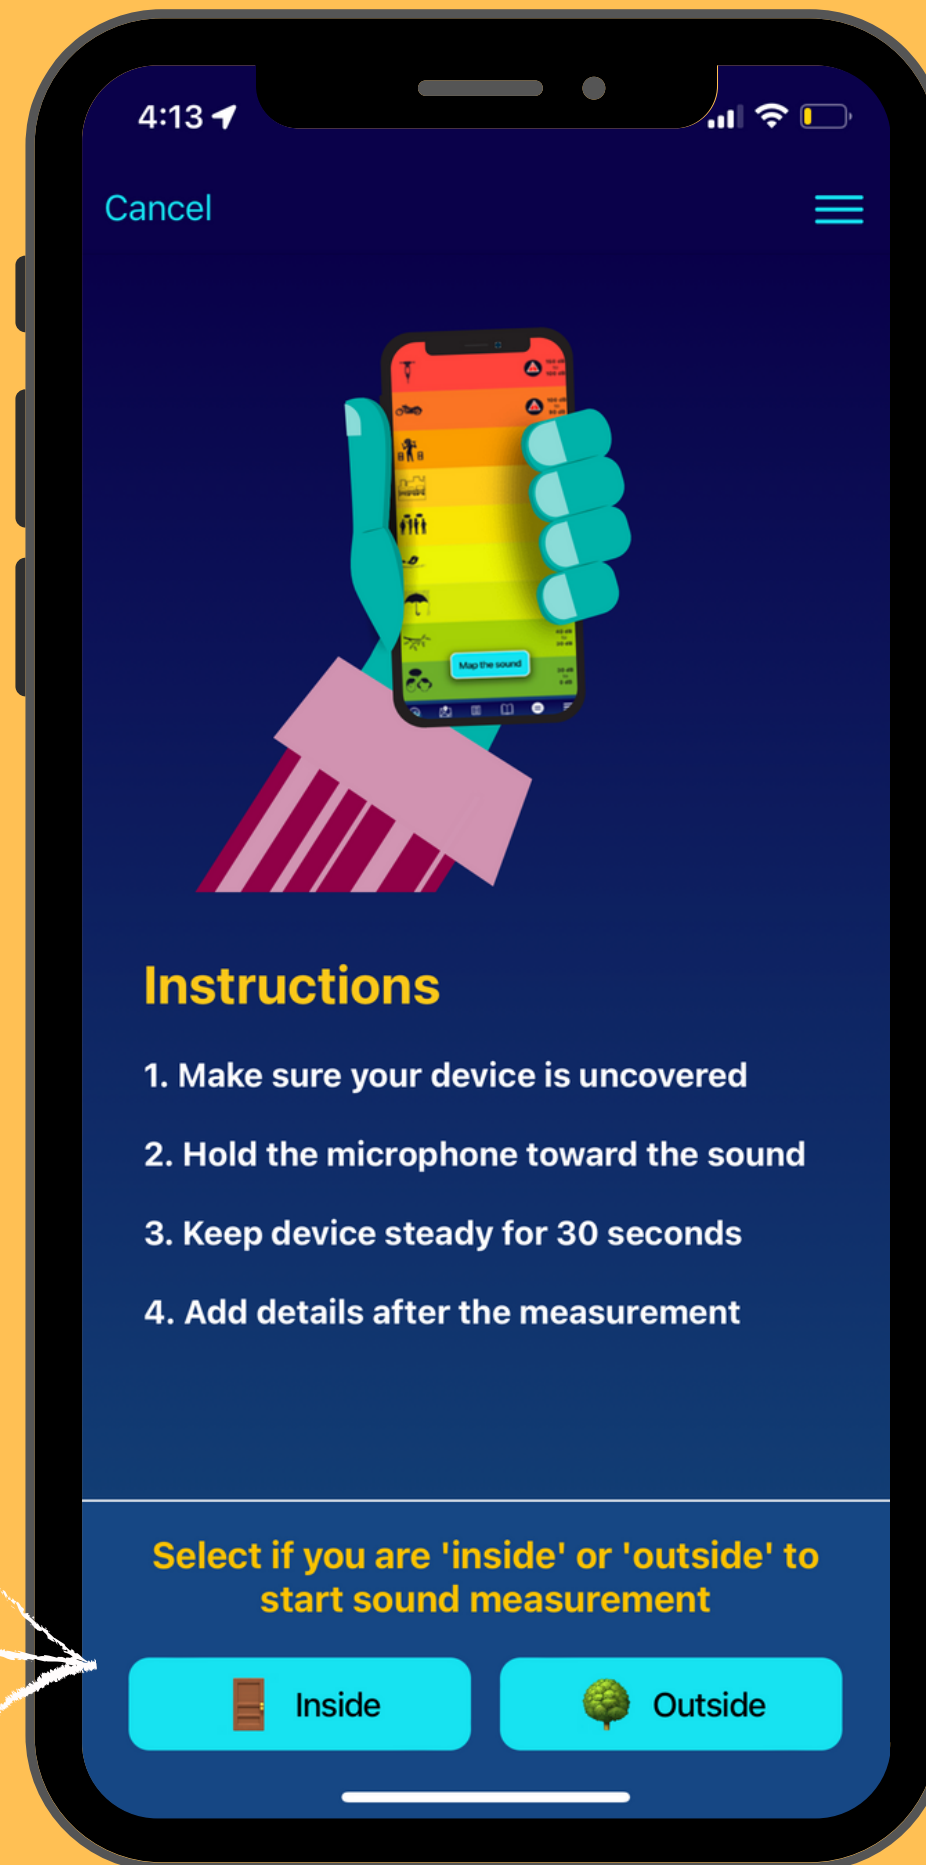 4:13
Cancel
Map the sound
Instructions
1. Make sure your device is uncovered
2. Hold the microphone toward the sound
3. Keep device steady for 30 seconds
4. Add details after the measurement
Select if you are 'inside' or 'outside' to
start sound measurement
Inside
Outside